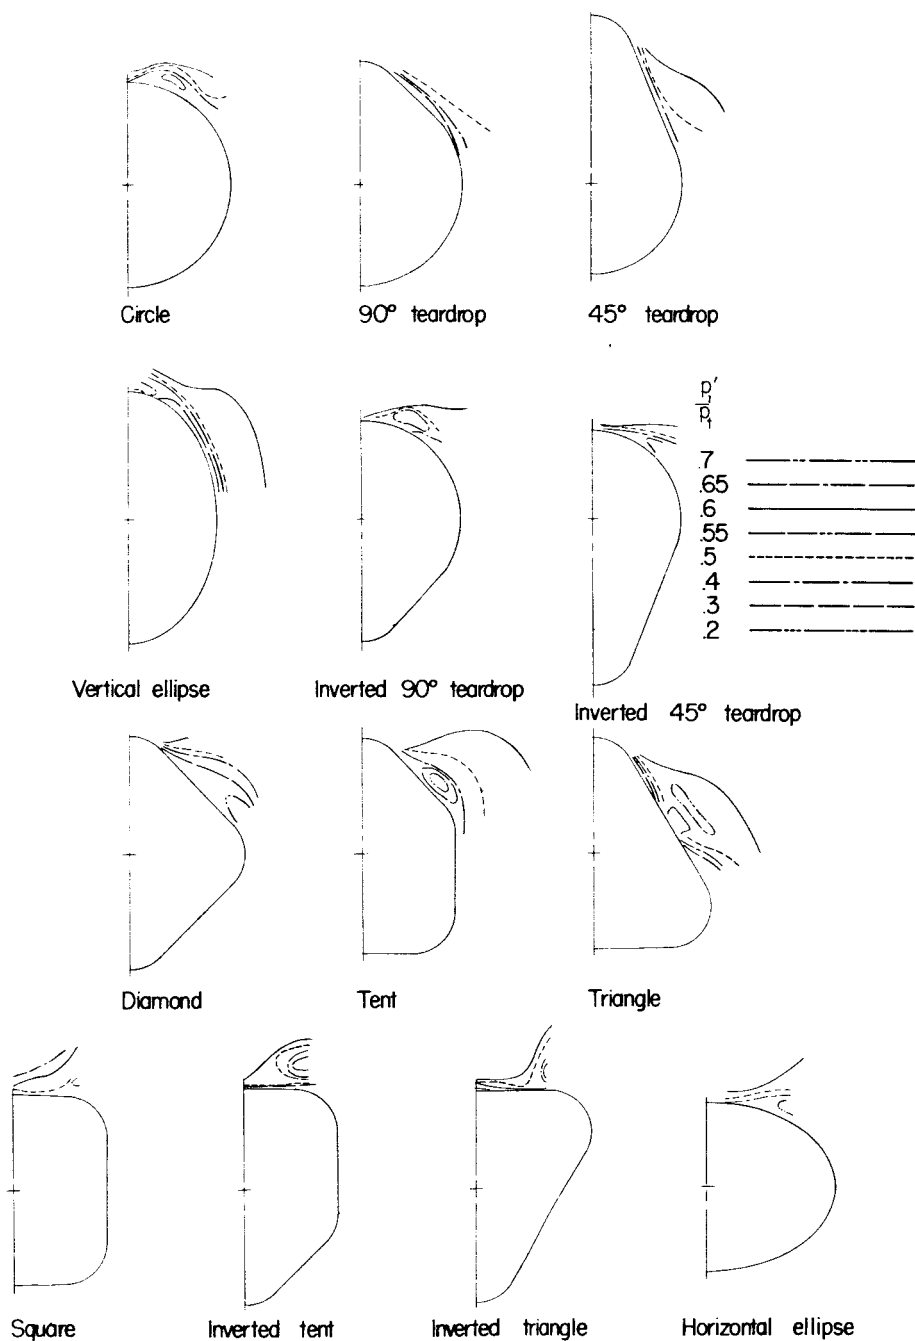 Circle
90° teardrop
45° teardrop
Vertical ellipse
Inverted 90° teardrop
Inverted 45° teardrop
.7
.65
.6
.55
.5
.4
.3
.2
Diamond
Tent
Triangle
Square
Inverted tent
Inverted triangle
Horizontal ellipse